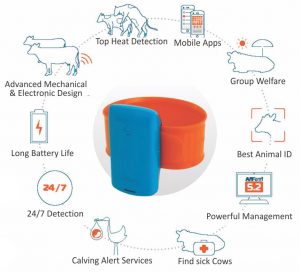 Top Heat Detection
Mobile Apps
Advanced Mechanical
& Electronic Design
Group Welfare
Long Battery Life
Best Animal ID
24/7
24/7 Detection
5.2
Powerful Management
Calving Alert Services
Find sick Cows